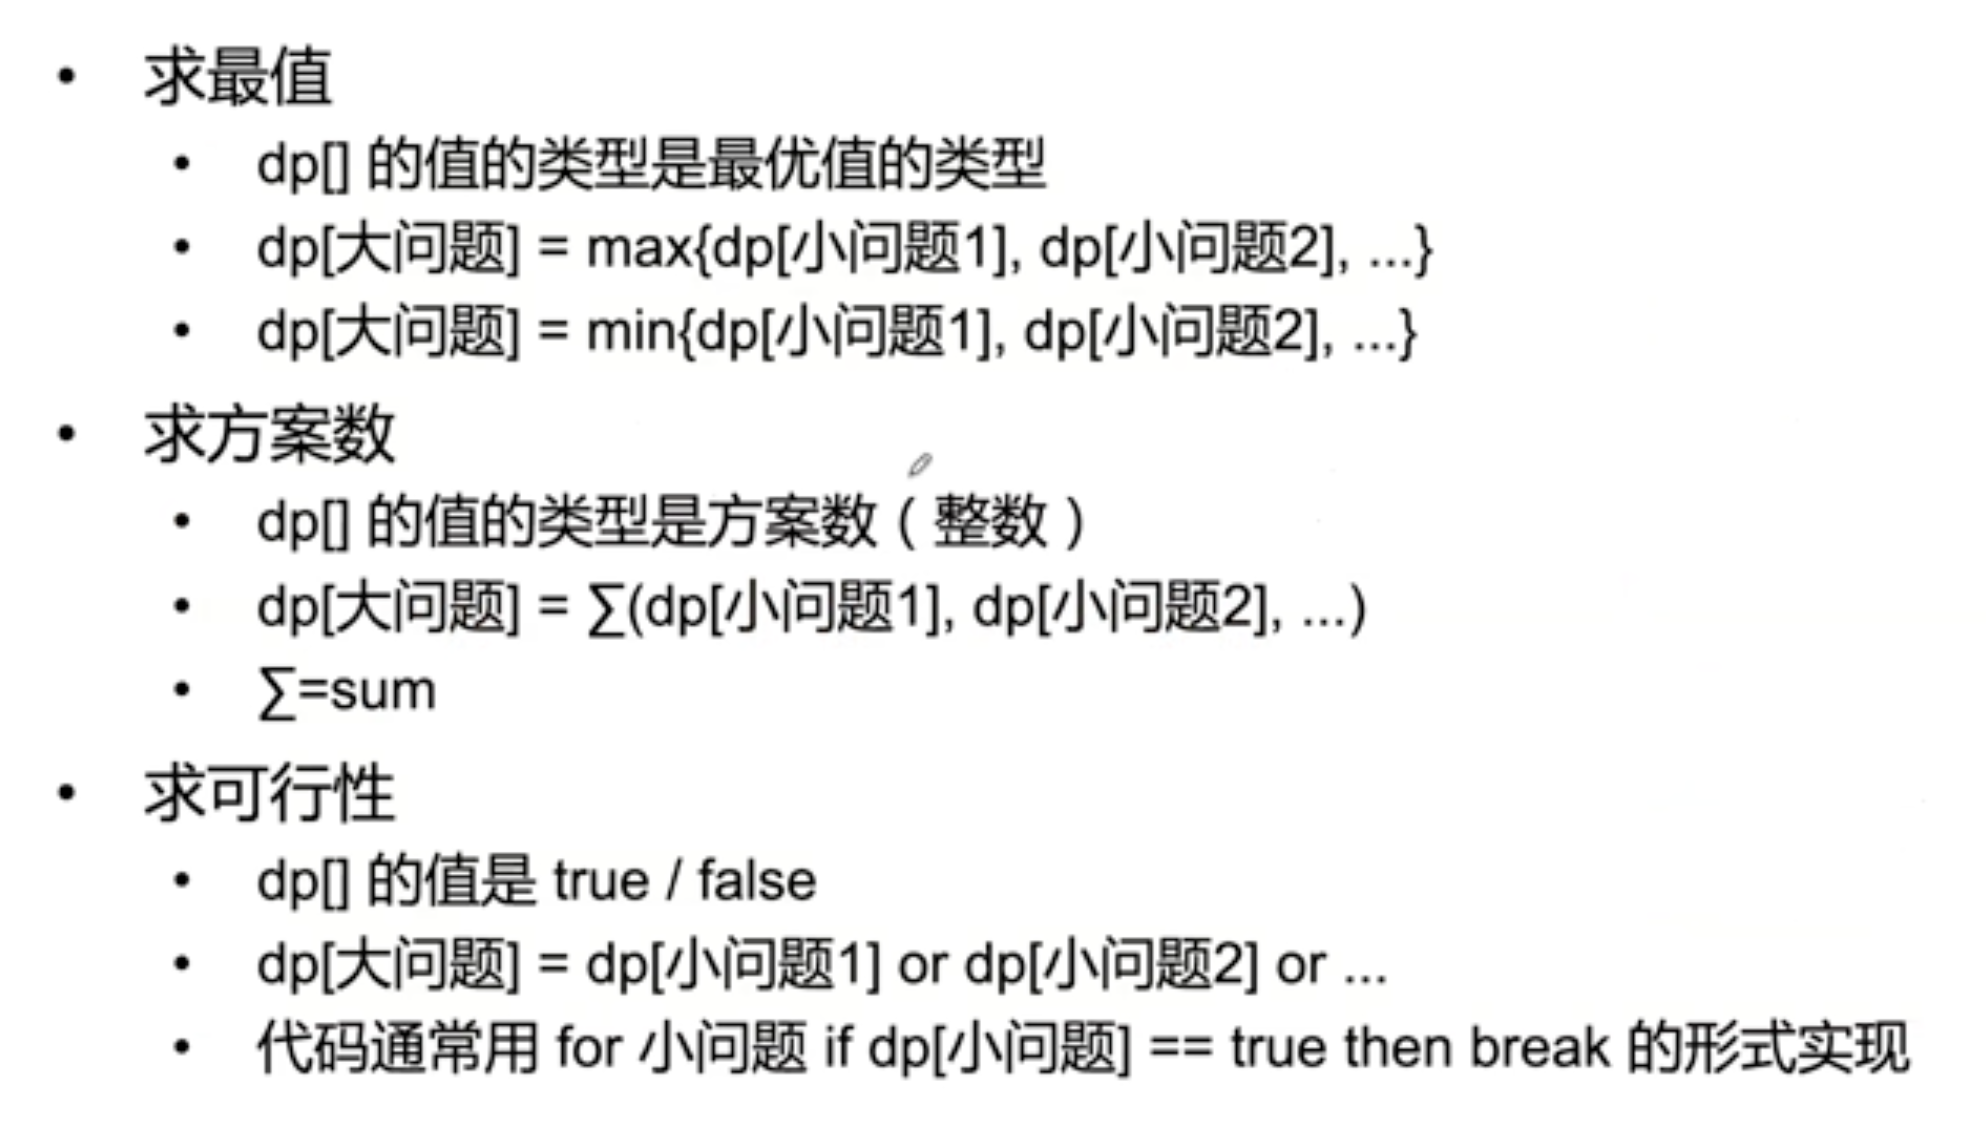 • 求最值
• dp[] 的值的类型是最优值的类型
• dp[大问题] = max{dp[小问题1], dp[小问题2], ...}
• dp[大问题] = min{dp[小问题1], dp[小问题2], ...}
• 求方案数
• dp[] 的值的类型是方案数（整数）
• dp[大问题] = ∑(dp[小问题1], dp[小问题2], ...)
• ∑=sum
• 求可行性
• dp[] 的值是 true / false
• dp[大问题] = dp[小问题1] or dp[小问题2] or ...
• 代码通常用 for 小问题 if dp[小问题] == true then break 的形式实现